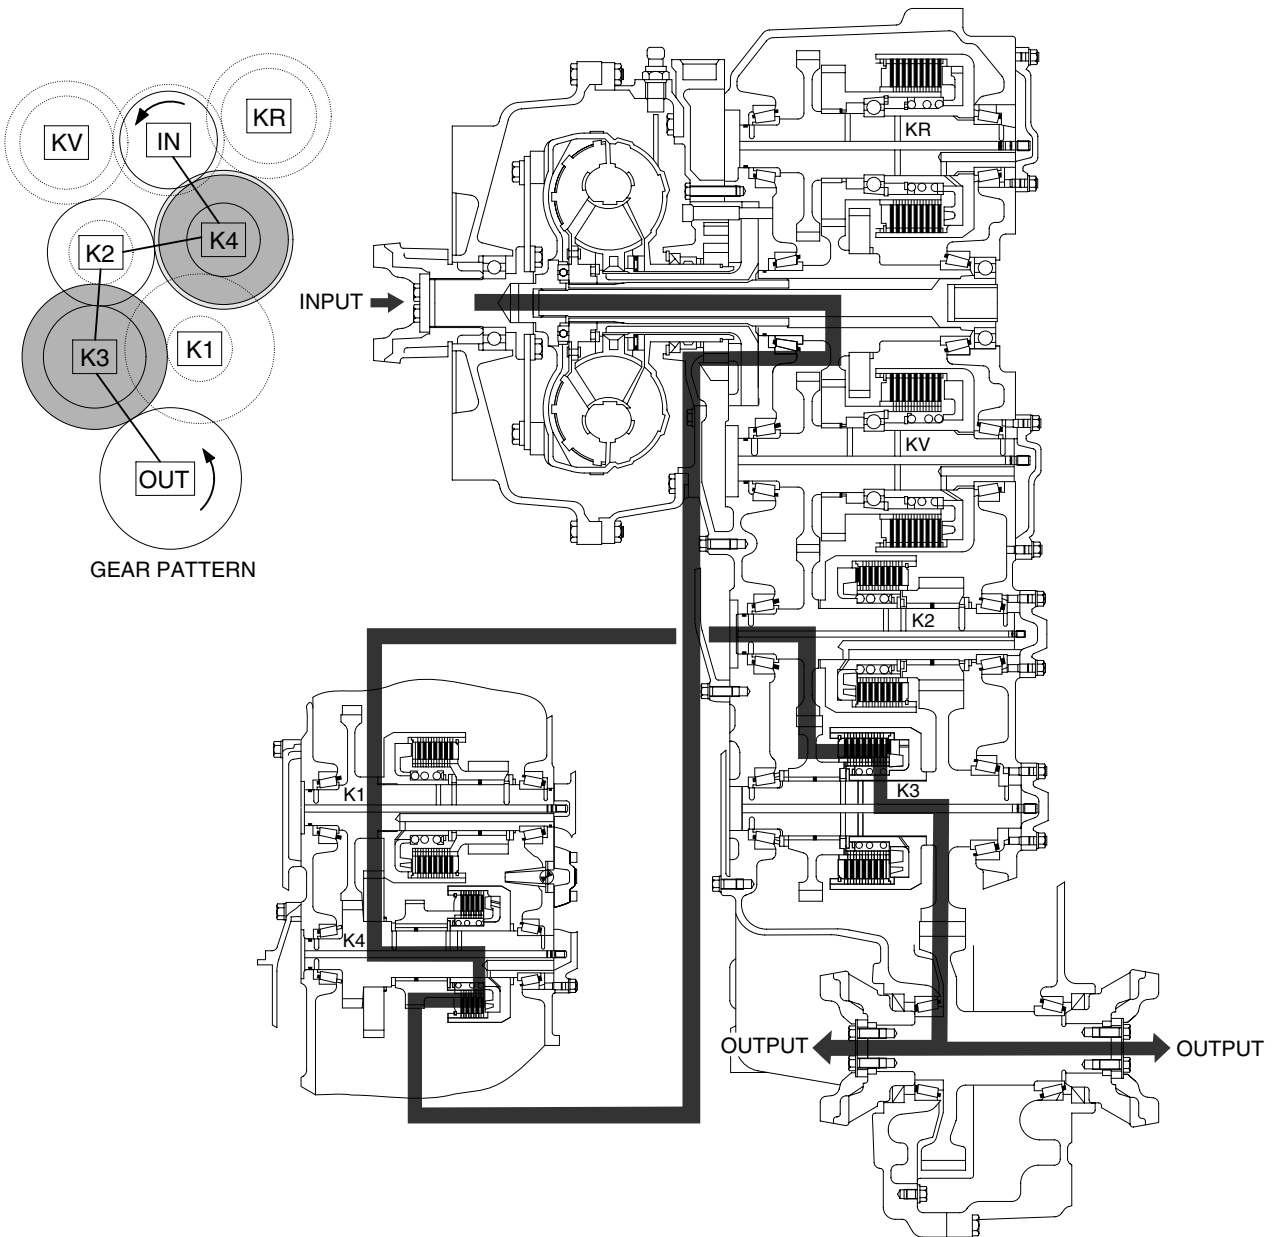 KV
IN
KR
K2
K4
K3
K1
OUT
GEAR PATTERN
KR
INPUT
KV
K2
K3
K1
K4
OUTPUT
OUTPUT